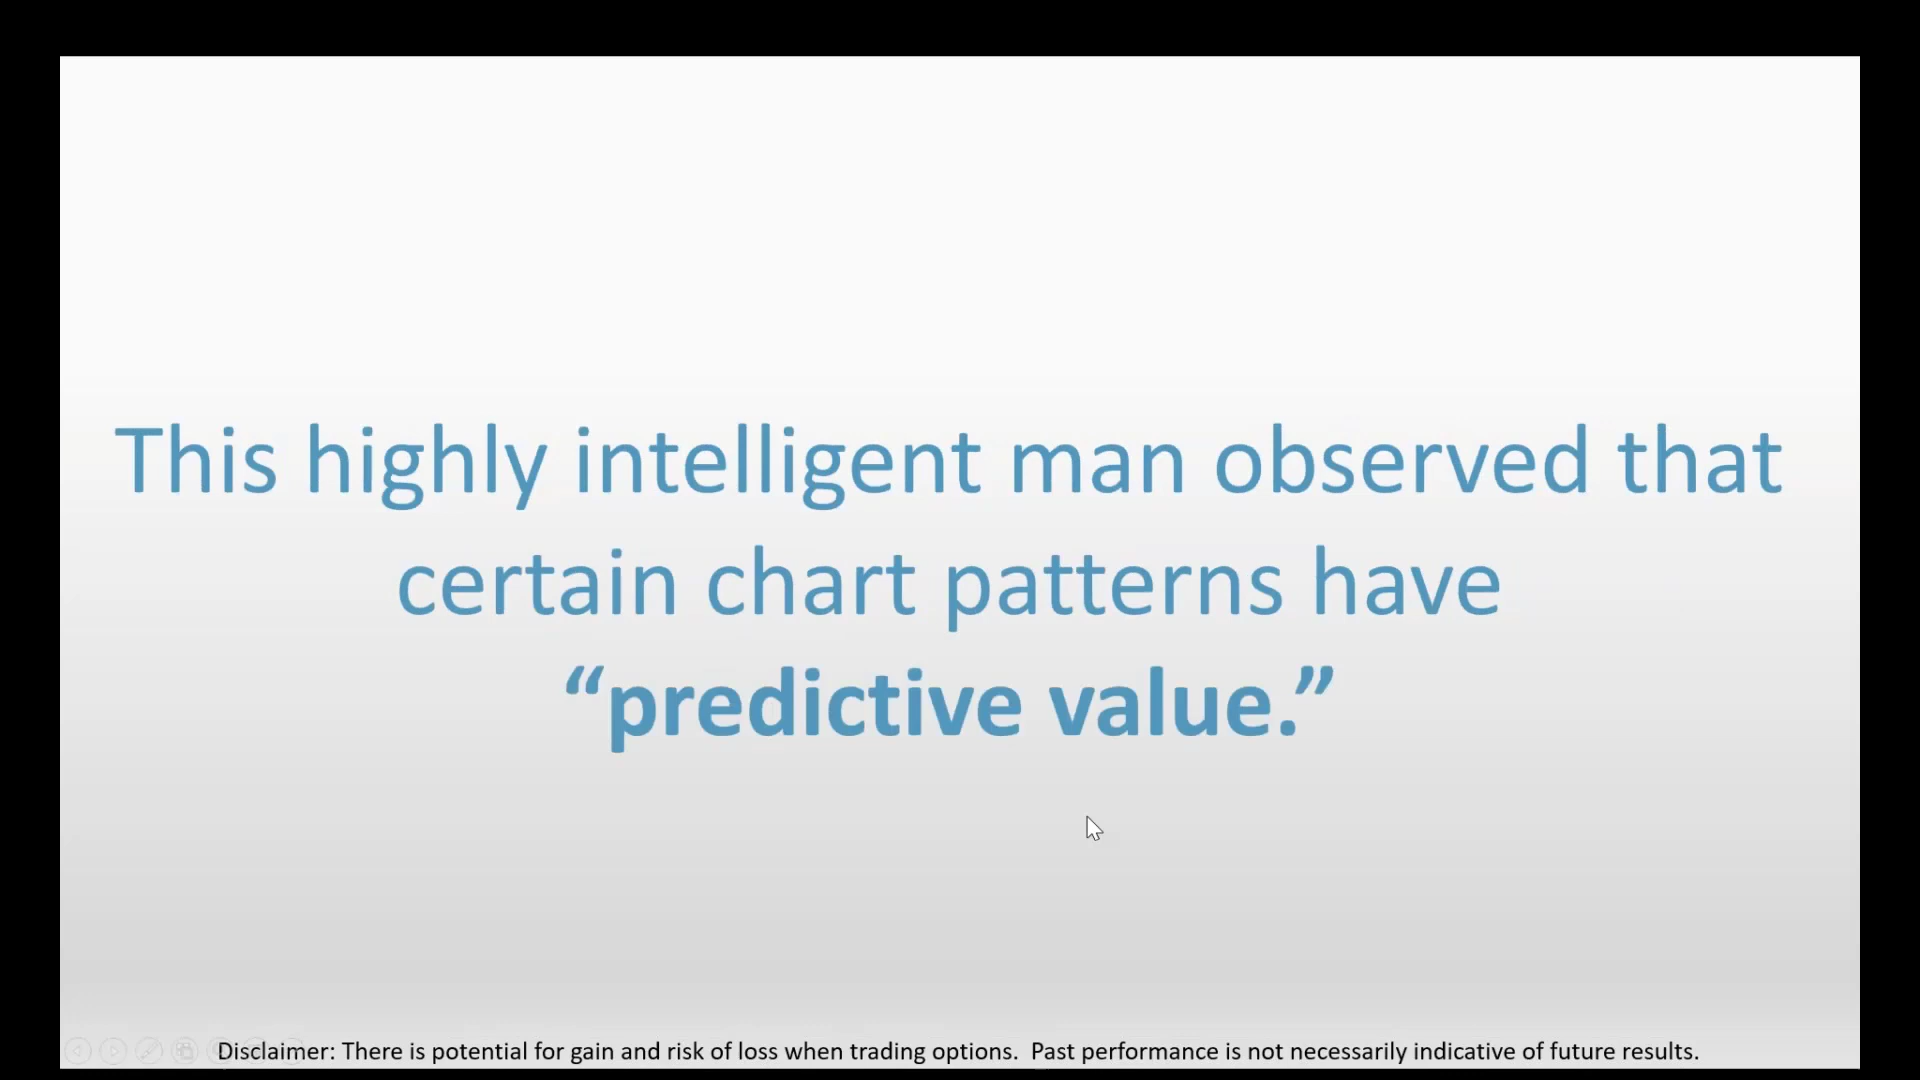 This highly intelligent man observed that
certain chart patterns have
“predictive value.”
Disclaimer: There is potential for gain and risk of loss when trading options.  Past performance is not necessarily indicative of future results.